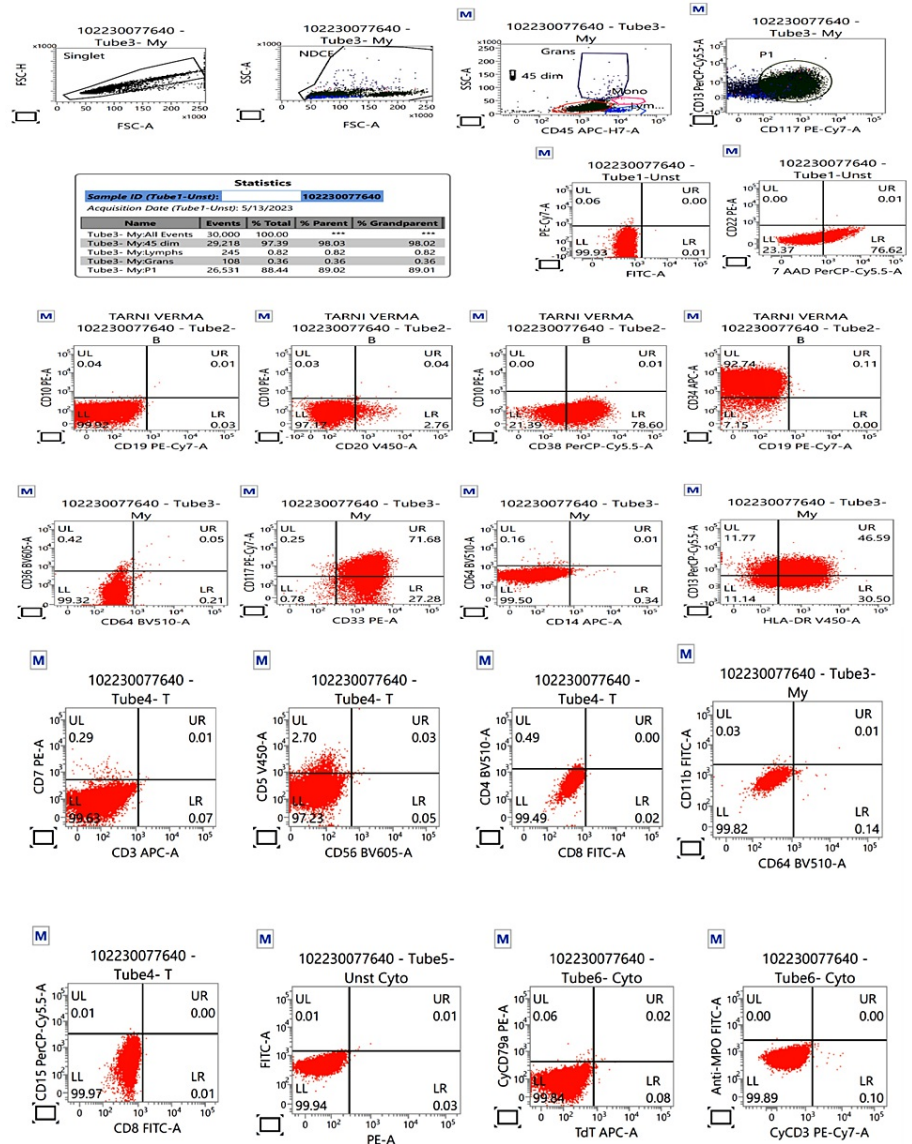 M
102230077640 -
Tube3- My
Singlet
FSC-H
FSC-A
102230077640 -
Tube3- My
NDCE
SSC-A
FSC-A
102230077640 - Tube3-
My
Grans
45 dim
Mono
SSC-A
CD45 APC-H7-A
M
102230077640 -
Tube3- My
P1
CD13 PerCP-Cy5.5-A
CD117 PE-Cy7-A
Statistics
Sample ID (Tube1-Unst): 102230077640
Acquisition Date (Tube1-Unst): 5/13/2023
Name Events % Total % Parent % Grandparent
Tube3- My:All Events 30,000 100.00 *** ***
Tube3- My:45 dim 29,218 97.39 98.03 98.02
Tube3- My:Lymphs 245 0.82 0.82 0.82
Tube3- My:Grans 108 0.36 0.36 0.36
Tube3- My:P1 26,531 88.44 89.02 89.01
M
102230077640 -
Tube1-Unst
UL UR
0.06 0.00
LL LR
99.93 0.01
PE-Cy7-A
FITC-A
M
102230077640 -
Tube1-Unst
UL UR
0.00 0.01
LL LR
23.37 76.62
CD22 PE-A
7 AAD PerCP-Cy5.5-A
M
TARNI VERMA
102230077640 - Tube2-
B
UL UR
0.04 0.01
LL LR
99.92 0.03
CD10 PE-A
CD19 PE-Cy7-A
M
TARNI VERMA
102230077640 - Tube2-
B
UL UR
0.03 0.04
LL LR
97.17 2.76
CD10 PE-A
CD20 V450-A
M
TARNI VERMA
102230077640 - Tube2-
B
UL UR
0.00 0.01
LL LR
21.39 78.60
CD10 PE-A
CD38 PerCP-Cy5.5-A
M
TARNI VERMA
102230077640 - Tube2-
B
UL UR
92.74 0.11
LL LR
7.15 0.00
CD34 APC-A
CD19 PE-Cy7-A
M
102230077640 - Tube3-
My
UL UR
0.42 0.05
LL LR
99.32 0.21
CD36 BV605-A
CD64 BV510-A
M
102230077640 - Tube3-
My
UL UR
0.25 71.68
LL LR
0.78 27.28
CD117 PE-Cy7-A
CD33 PE-A
M
102230077640 - Tube3-
My
UL UR
0.16 0.01
LL LR
99.50 0.34
CD64 BV510-A
CD14 APC-A
M
102230077640 - Tube3-
My
UL UR
11.77 46.59
LL LR
11.14 30.50
CD13 PerCP-Cy5.5-A
HLA-DR V450-A
M
102230077640 -
Tube4- T
UL UR
0.29 0.01
LL LR
99.63 0.07
CD7 PE-A
CD3 APC-A
M
102230077640 -
Tube4- T
UL UR
2.70 0.03
LL LR
97.23 0.05
CD5 V450-A
CD56 BV605-A
M
102230077640 -
Tube4- T
UL UR
0.49 0.00
LL LR
99.49 0.02
CD4 BV510-A
CD8 FITC-A
M
102230077640 - Tube3-
My
UL UR
0.03 0.01
LL LR
99.82 0.14
CD11b FITC-A
CD64 BV510-A
M
102230077640 -
Tube4- T
UL UR
0.01 0.00
LL LR
99.97 0.01
CD15 PerCP-Cy5.5-A
CD8 FITC-A
M
102230077640 - Tube5-
Unst Cyto
UL UR
0.01 0.01
LL LR
99.94 0.03
FITC-A
PE-A
M
102230077640 -
Tube6- Cyto
UL UR
0.06 0.02
LL LR
99.84 0.08
CyCD79a PE-A
TdT APC-A
M
102230077640 -
Tube6- Cyto
UL UR
0.00 0.00
LL LR
99.89 0.10
Anti-MPO FITC-A
CyCD3 PE-Cy7-A